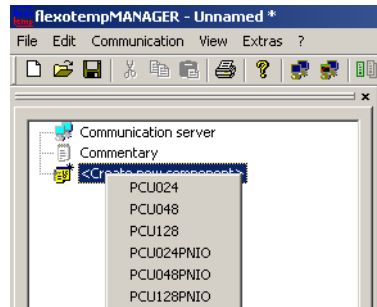 flexotempMANAGER - Unnamed *
File Edit Communication View Extras ?
Communication server
Commentary
<Create new component>
PCU024
PCU048
PCU128
PCU024PNIO
PCU048PNIO
PCU128PNIO